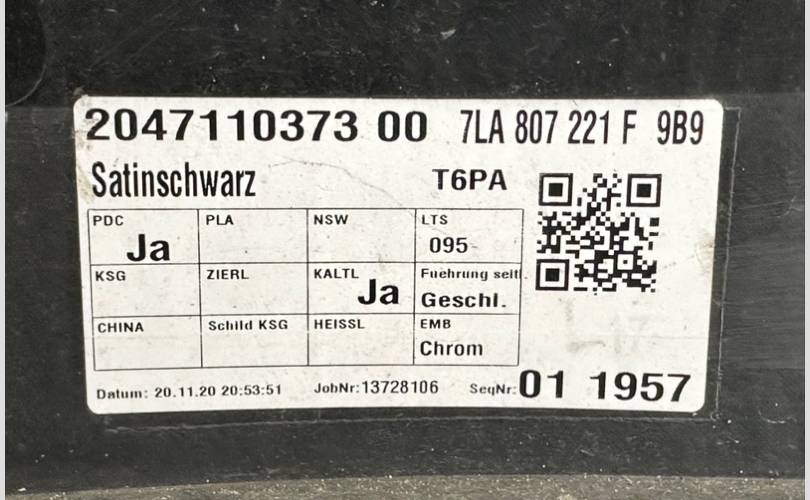 2047110373 00 7LA 807 221 F 9B9
Satinschwarz T6PA
PDC PLA NSW LTS
Ja 095
KSG ZIERL KALTL Fuehrung seitl.
Ja Geschl.
CHINA Schild KSG HEISSL EMB
Chrom
Datum: 20.11.20 20:53:51 JobNr:13728106 SeqNr:01 1957